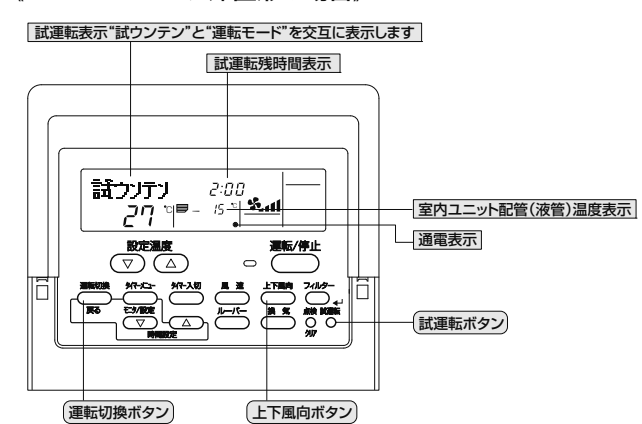 試運転表示“試ウンテン”と“運転モード”を交互に表示します
試運転残時間表示
試ウンテン
2:00
27 ℃
15 ℃
室内ユニット配管(液管)温度表示
通電表示
設定温度
運転/停止
運転切換 タイマーメニュー タイマー入切 風 速 上下風向 フィルター
戻る モニタ/設定 ルーバー 換 気 点検 試運転
時間設定 クリア
試運転ボタン
運転切換ボタン
上下風向ボタン